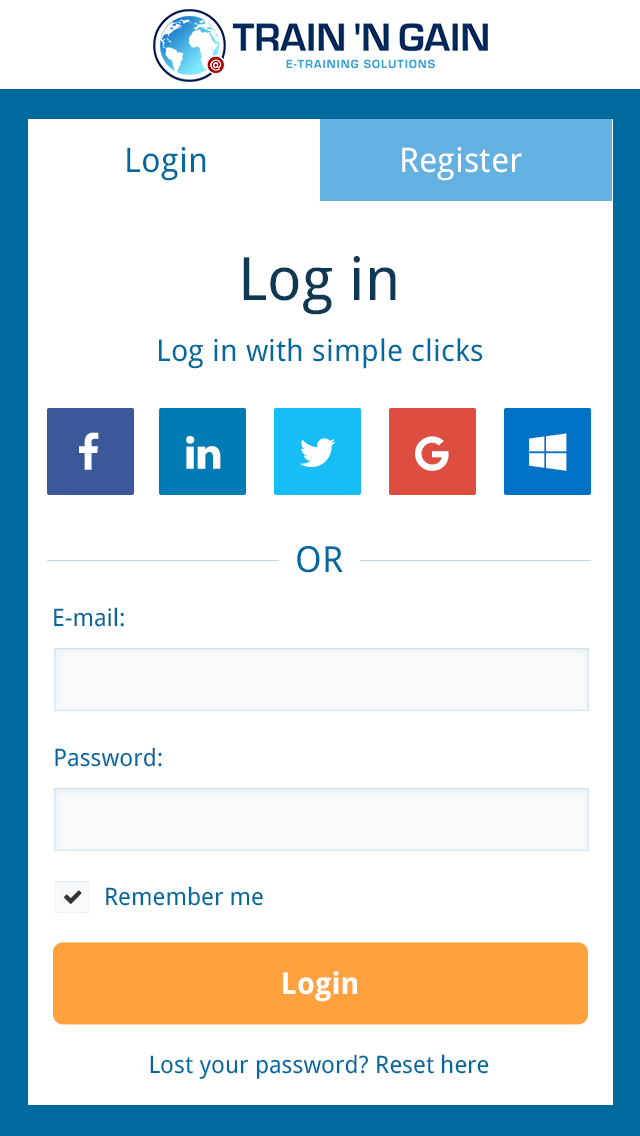 TRAIN 'N GAIN
@
E-TRAINING SOLUTIONS
Login
Register
Log in
Log in with simple clicks
f
in
G
OR
E-mail:
Password:
Remember me
Login
Lost your password? Reset here